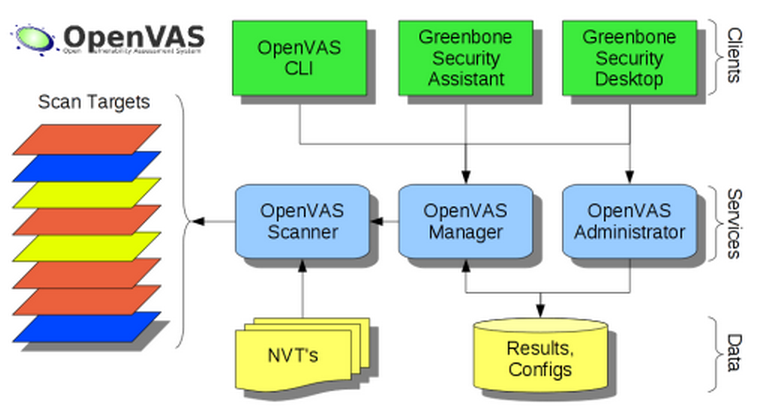 OpenVAS
Open Vulnerability Assessment System
OpenVAS
CLI
Greenbone
Security
Assistant
Greenbone
Security
Desktop
Clients
Scan Targets
OpenVAS
Scanner
OpenVAS
Manager
OpenVAS
Administrator
Services
NVT's
Results,
Configs
Data